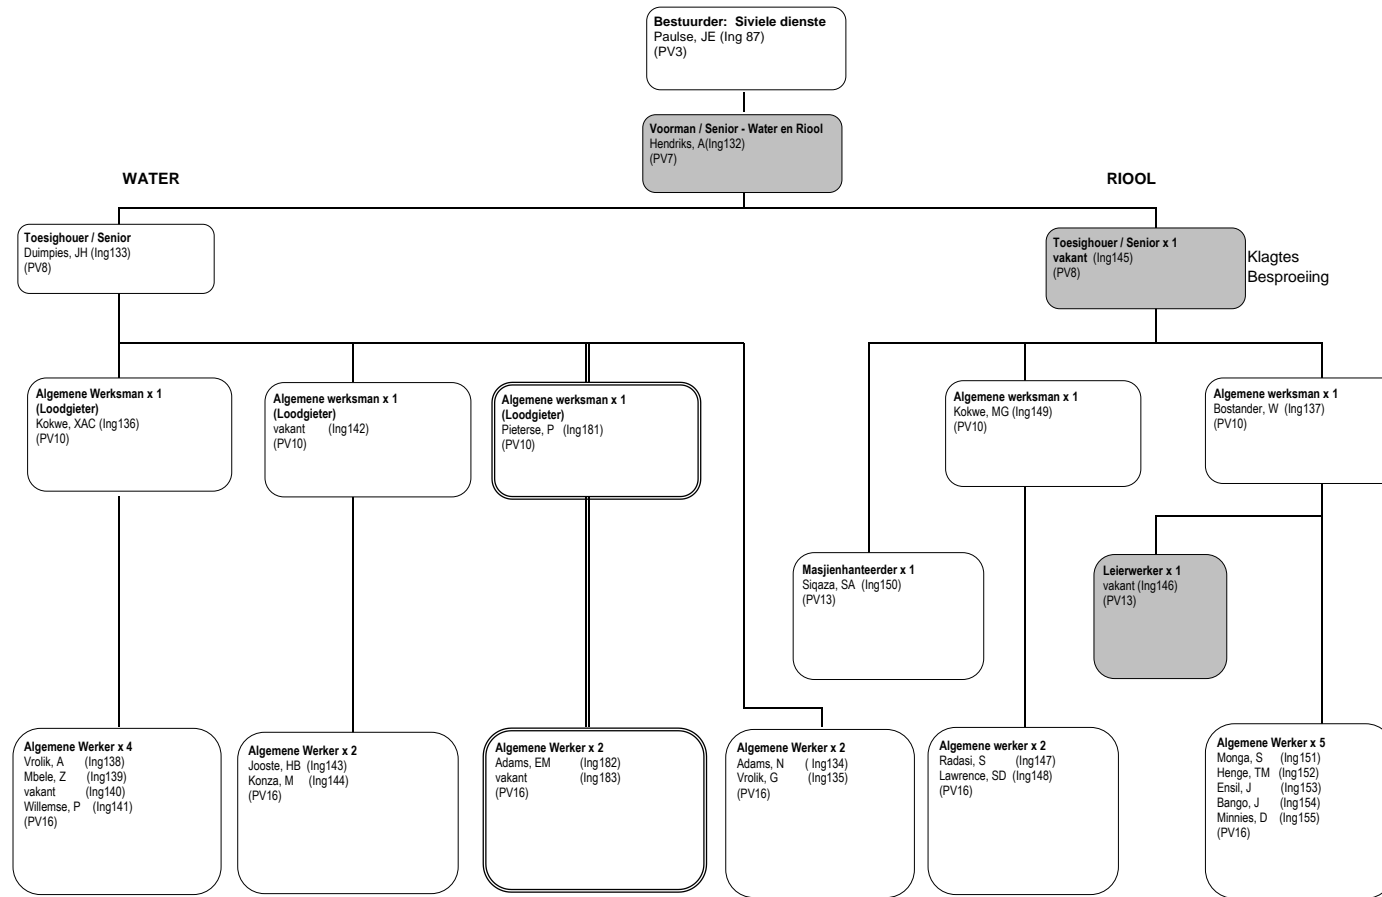 Bestuurder: Siviele dienste
Paulse, JE (Ing 87)
(PV3)
Voorman / Senior - Water en Riool
Hendriks, A(Ing132)
(PV7)
WATER
RIOOL
Toesighouer / Senior
Duimpies, JH (Ing133)
(PV8)
Toesighouer / Senior x 1
vakant (Ing145)
(PV8)
Klagtes
Besproeiing
Algemene Werksman x 1
(Loodgieter)
Kokwe, XAC (Ing136)
(PV10)
Algemene werksman x 1
(Loodgieter)
vakant (Ing142)
(PV10)
Algemene werksman x 1
(Loodgieter)
Pieterse, P (Ing181)
(PV10)
Algemene werksman x 1
Kokwe, MG (Ing149)
(PV10)
Algemene werksman x 1
Bostander, W (Ing137)
(PV10)
Masjienhanteerder x 1
Siqaza, SA (Ing150)
(PV13)
Leierwerker x 1
vakant (Ing146)
(PV13)
Algemene Werker x 4
Vrolik, A (Ing138)
Mbele, Z (Ing139)
vakant (Ing140)
Willemse, P (Ing141)
(PV16)
Algemene Werker x 2
Jooste, HB (Ing143)
Konza, M (Ing144)
(PV16)
Algemene Werker x 2
Adams, EM (Ing182)
vakant (Ing183)
(PV16)
Algemene Werker x 2
Adams, N ( Ing134)
Vrolik, G (Ing135)
(PV16)
Algemene werker x 2
Radasi, S (Ing147)
Lawrence, SD (Ing148)
(PV16)
Algemene Werker x 5
Monga, S (Ing151)
Henge, TM (Ing152)
Ensil, J (Ing153)
Bango, J (Ing154)
Minnies, D (Ing155)
(PV16)